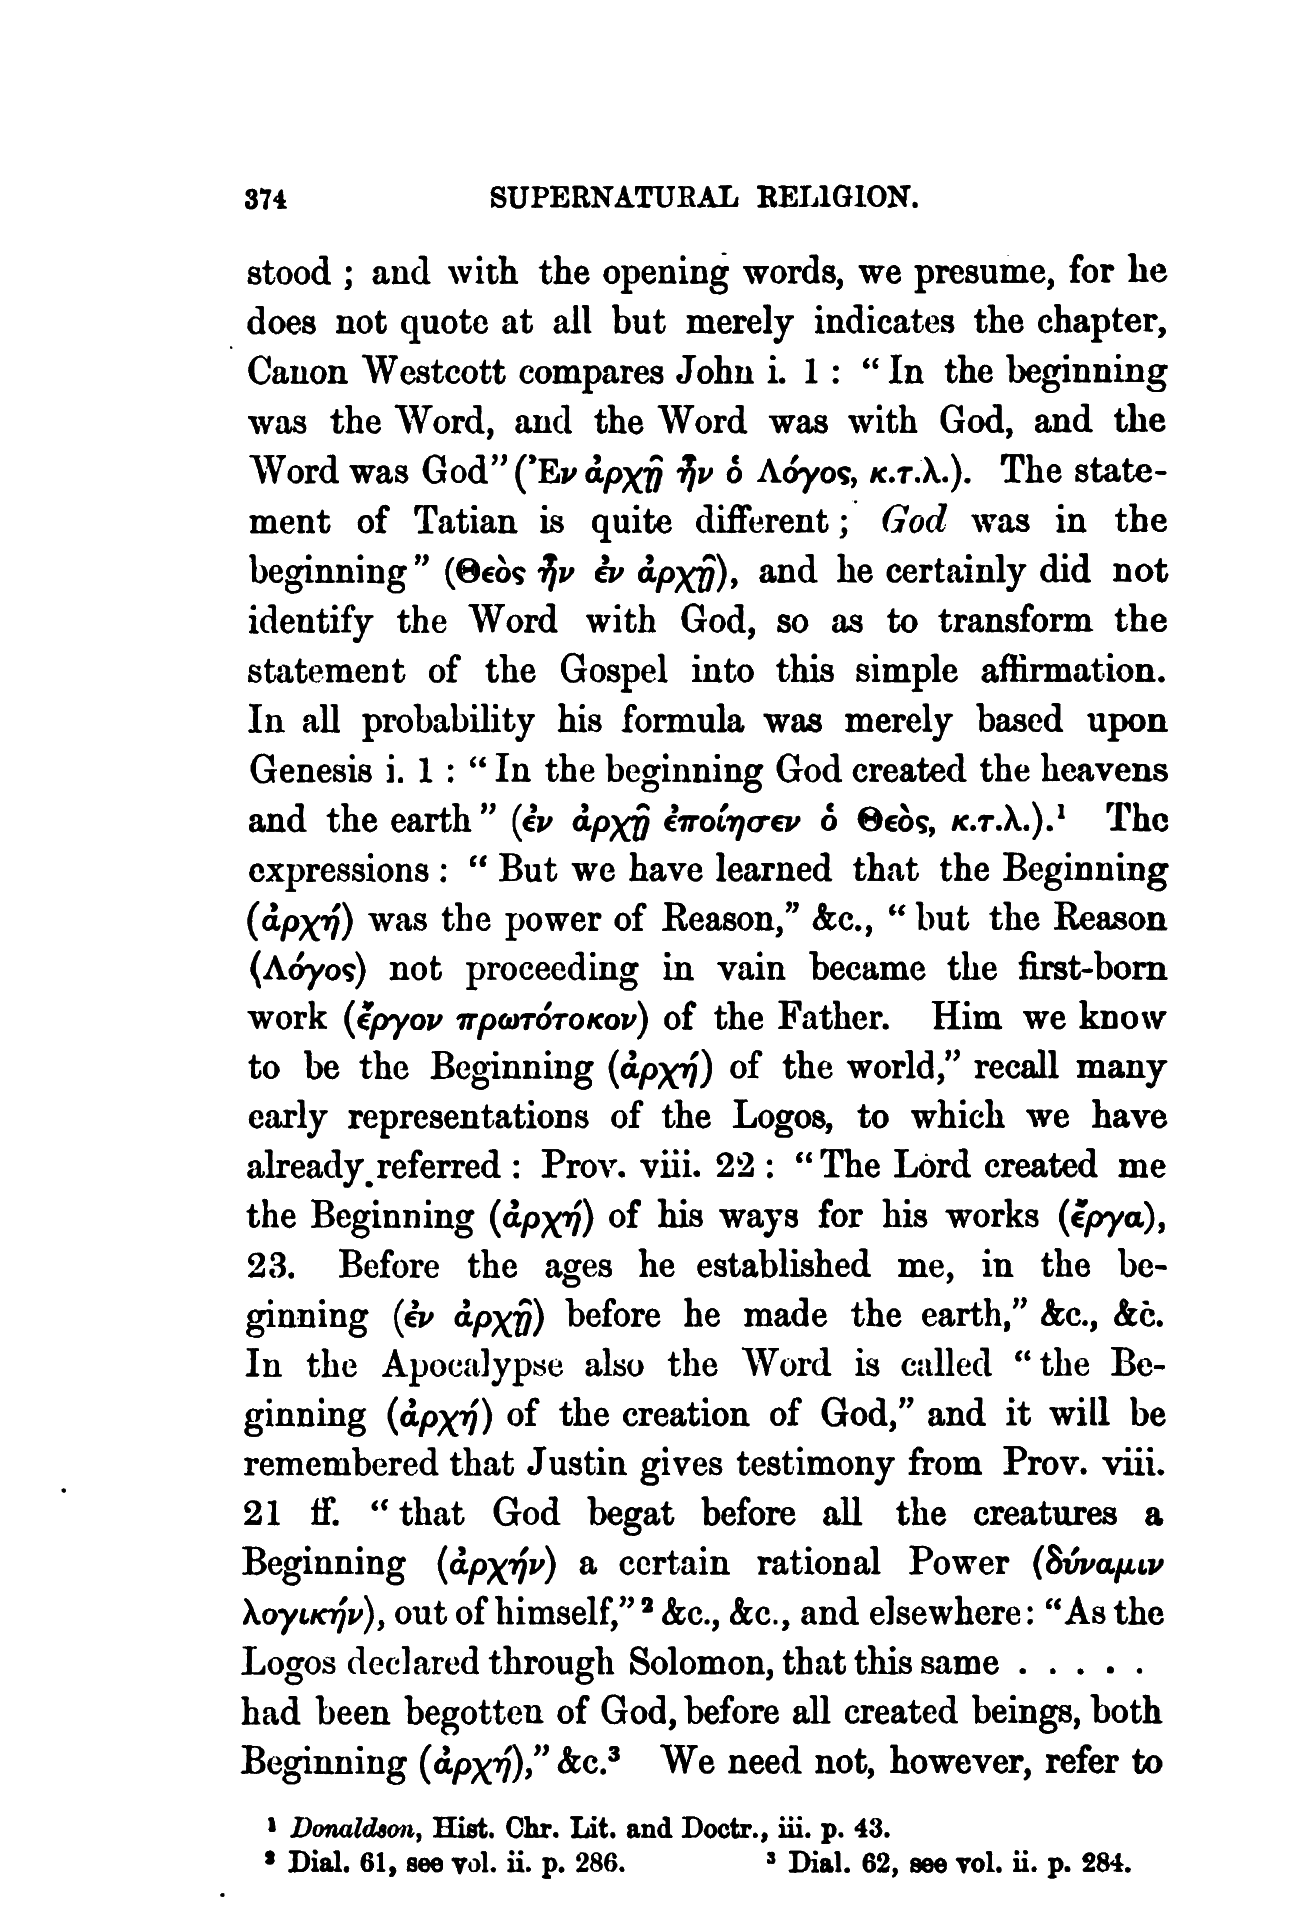 374 SUPERNATURAL RELIGION.
stood ; and with the opening words, we presume, for he
does not quote at all but merely indicates the chapter,
Canon Westcott compares John i. 1 : “ In the beginning
was the Word, and the Word was with God, and the
Word was God” (Ἐν ἀρχῇ ἦν ὁ Λόγος, κ.τ.λ.). The state-
ment of Tatian is quite different ; God was in the
beginning ” (Θεὸς ἦν ἐν ἀρχῇ), and he certainly did not
identify the Word with God, so as to transform the
statement of the Gospel into this simple affirmation.
In all probability his formula was merely based upon
Genesis i. 1 : “ In the beginning God created the heavens
and the earth ” (ἐν ἀρχῇ ἐποίησεν ὁ Θεὸς, κ.τ.λ.).¹ The
expressions : “ But we have learned that the Beginning
(ἀρχή) was the power of Reason,” &c., “ but the Reason
(Λόγος) not proceeding in vain became the first-born
work (ἔργον πρωτότοκον) of the Father. Him we know
to be the Beginning (ἀρχή) of the world,” recall many
early representations of the Logos, to which we have
already referred : Prov. viii. 22 : “ The Lord created me
the Beginning (ἀρχή) of his ways for his works (ἔργα),
23. Before the ages he established me, in the be-
ginning (ἐν ἀρχῇ) before he made the earth,” &c., &c.
In the Apocalypse also the Word is called “ the Be-
ginning (ἀρχή) of the creation of God,” and it will be
remembered that Justin gives testimony from Prov. viii.
21 ff. “ that God begat before all the creatures a
Beginning (ἀρχήν) a certain rational Power (δύναμιν
λογικήν), out of himself,” ² &c., &c., and elsewhere : “ As the
Logos declared through Solomon, that this same . . . . .
had been begotten of God, before all created beings, both
Beginning (ἀρχή),” &c.³ We need not, however, refer to
¹ Donaldson, Hist. Chr. Lit. and Doctr., iii. p. 43.
² Dial. 61, see vol. ii. p. 286. ³ Dial. 62, see vol. ii. p. 284.